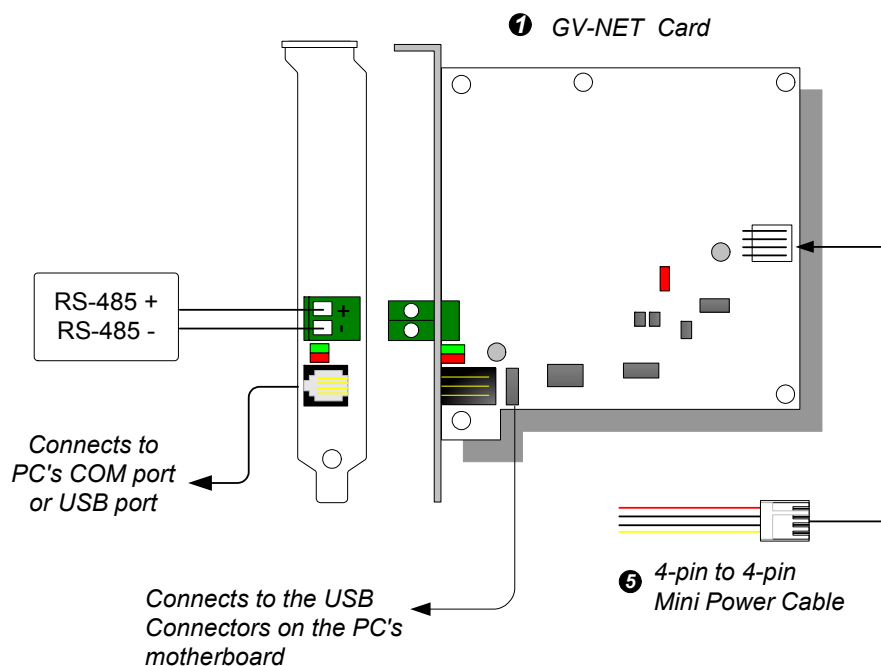 ❶ GV-NET Card
RS-485 +
RS-485 -
+
-
Connects to
PC's COM port
or USB port
❺ 4-pin to 4-pin
Mini Power Cable
Connects to the USB
Connectors on the PC's
motherboard